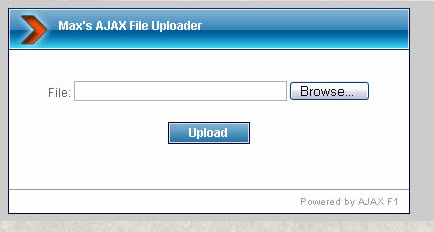 Max's AJAX File Uploader
File: Browse...
Upload
Powered by AJAX F1